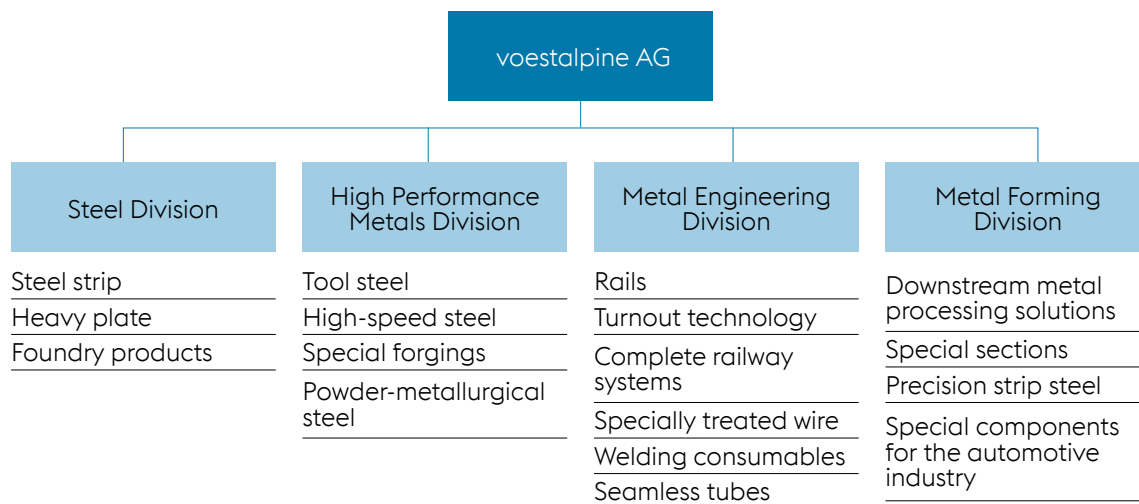 voestalpine AG
Steel Division
Steel strip
Heavy plate
Foundry products
High Performance
Metals Division
Tool steel
High-speed steel
Special forgings
Powder-metallurgical
steel
Metal Engineering
Division
Rails
Turnout technology
Complete railway
systems
Specially treated wire
Welding consumables
Seamless tubes
Metal Forming
Division
Downstream metal
processing solutions
Special sections
Precision strip steel
Special components
for the automotive
industry